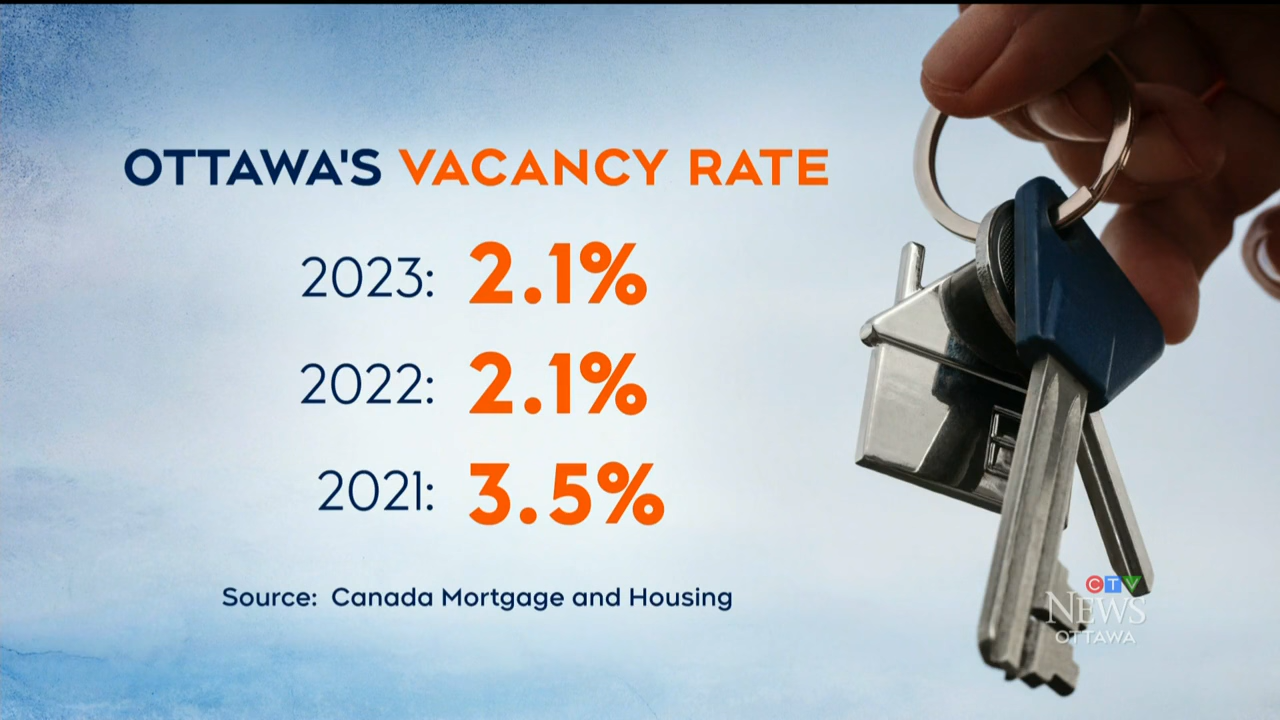 OTTAWA'S VACANCY RATE
2023: 2.1%
2022: 2.1%
2021: 3.5%
Source: Canada Mortgage and Housing
CTV
NEWS
OTTAWA